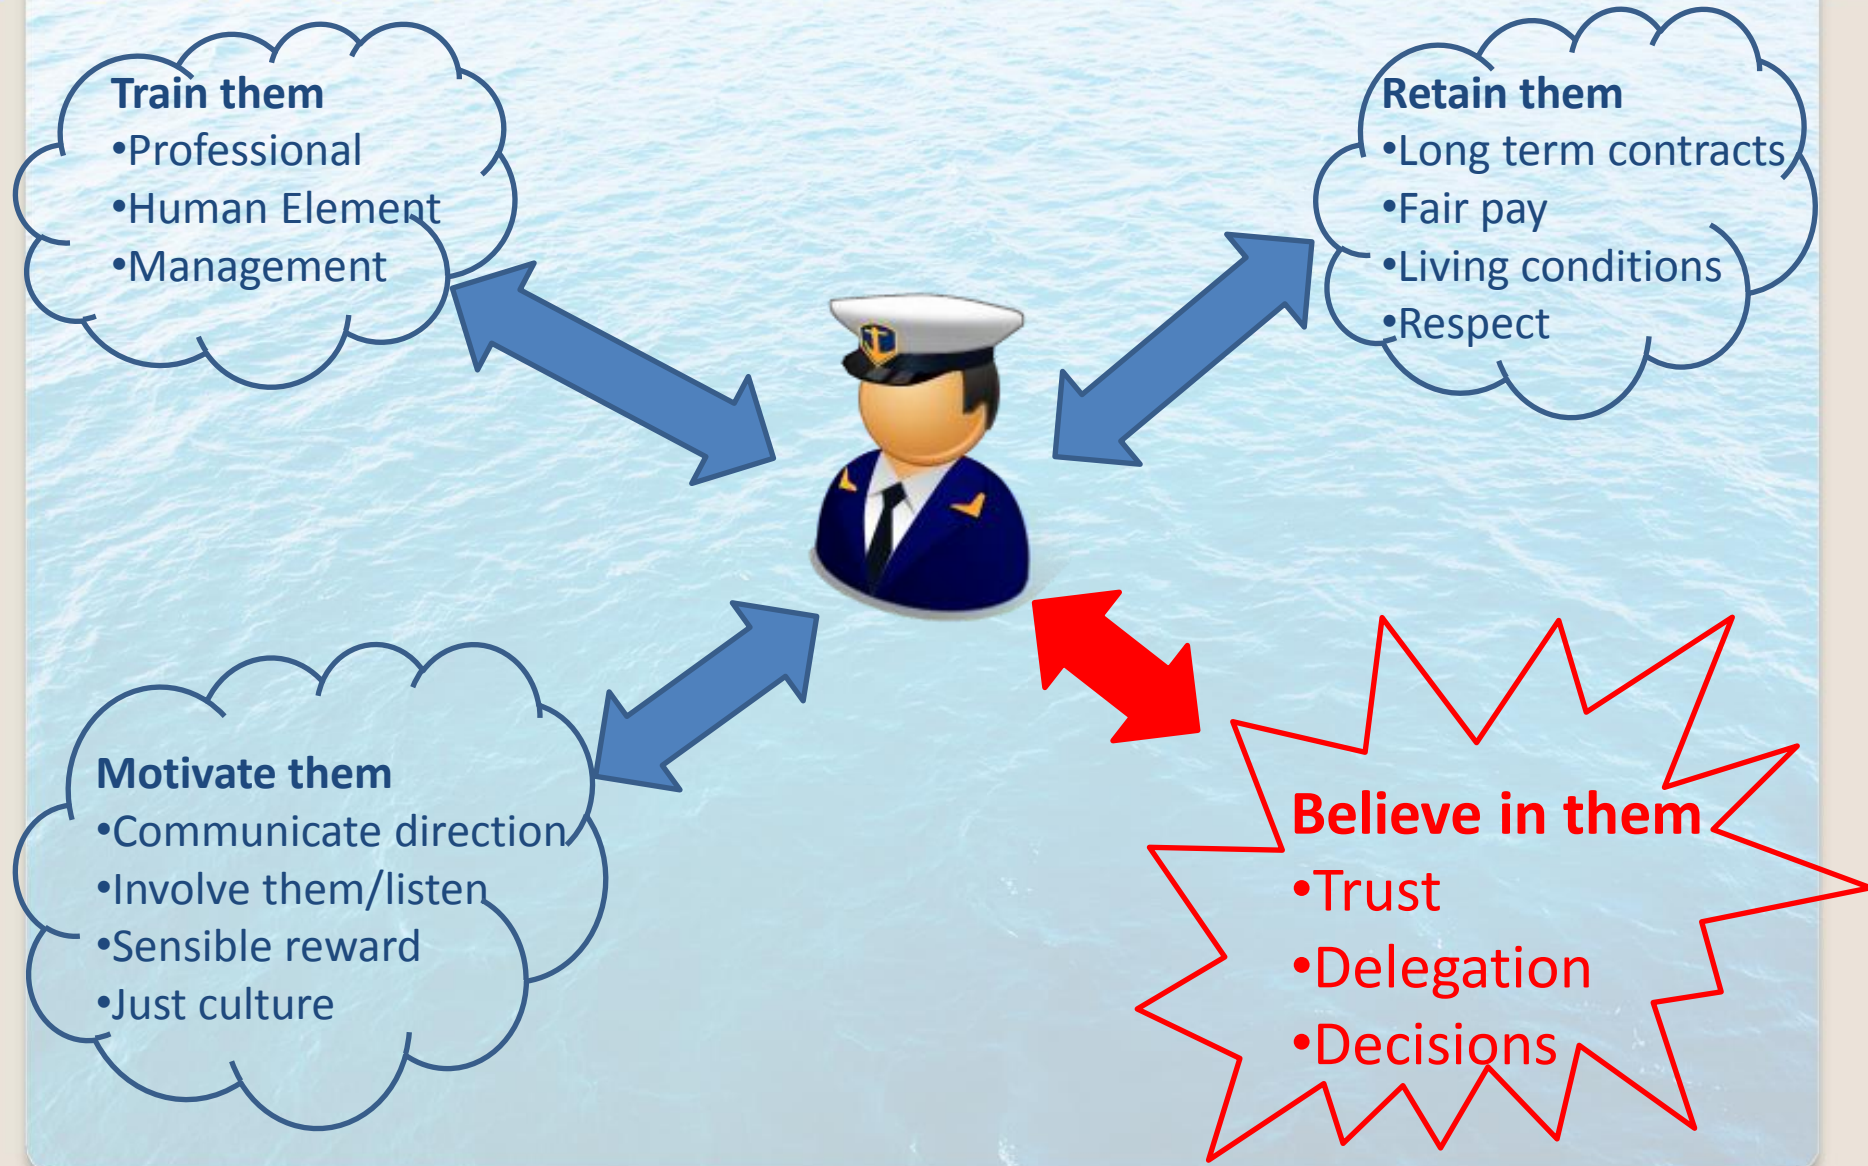 Train them
•Professional
•Human Element
•Management
Retain them
•Long term contracts
•Fair pay
•Living conditions
•Respect
Motivate them
•Communicate direction
•Involve them/listen
•Sensible reward
•Just culture
Believe in them
•Trust
•Delegation
•Decisions